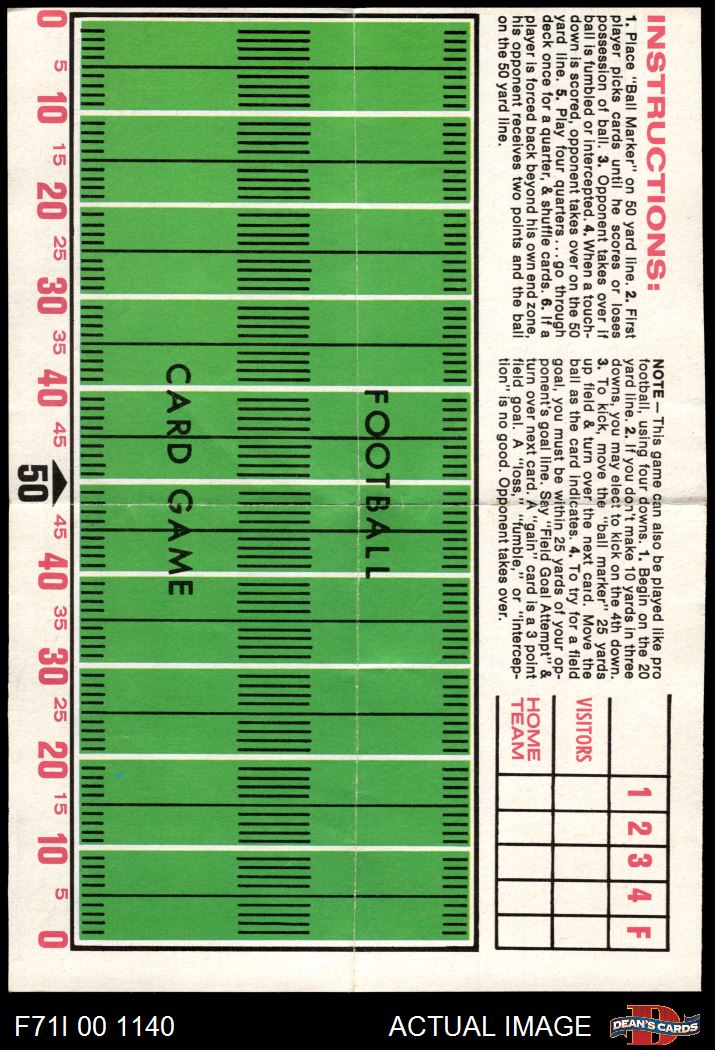 INSTRUCTIONS:
1. Place "Ball Marker" on 50 yard line. 2. First
player picks cards until he scores or loses
possession of ball. 3. Opponent takes over if
ball is fumbled or intercepted. 4. When a touch-
down is scored, opponent takes over on the 50
yard line. 5. Play four quarters . . . go through
deck once for a quarter, & shuffle cards. 6. If a
player is forced back beyond his own end zone,
his opponent receives two points and the ball
on the 50 yard line.
NOTE — This game can also be played like pro
football, using four downs. 1. Begin on the 20
yard line. 2. If you don't make 10 yards in three
downs, you may elect to kick on the 4th down.
3. To kick, move the "ball marker" 25 yards
up field & turn over the next card. Move the
ball as the card indicates. 4. To try for a field
goal, you must be within 25 yards of your op-
ponent's goal line. Say "Field Goal Attempt" &
turn over next card. A "gain" card is a 3 point
field goal. A "loss," "fumble," or "intercep-
tion" is no good. Opponent takes over.
1 2 3 4 F
VISITORS
HOME
TEAM
FOOTBALL
CARD GAME
0 5 10 15 20 25 30 35 40 45 50 45 40 35 30 25 20 15 10 5 0
F71I 00 1140
ACTUAL IMAGE
D
DEAN'S CARDS